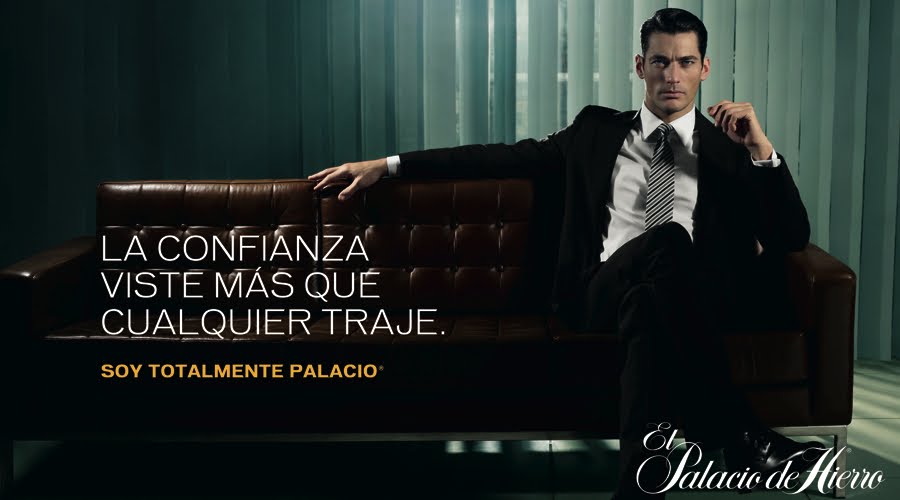 LA CONFIANZA
VISTE MÁS QUE
CUALQUIER TRAJE.
SOY TOTALMENTE PALACIO®
El
Palacio de Hierro